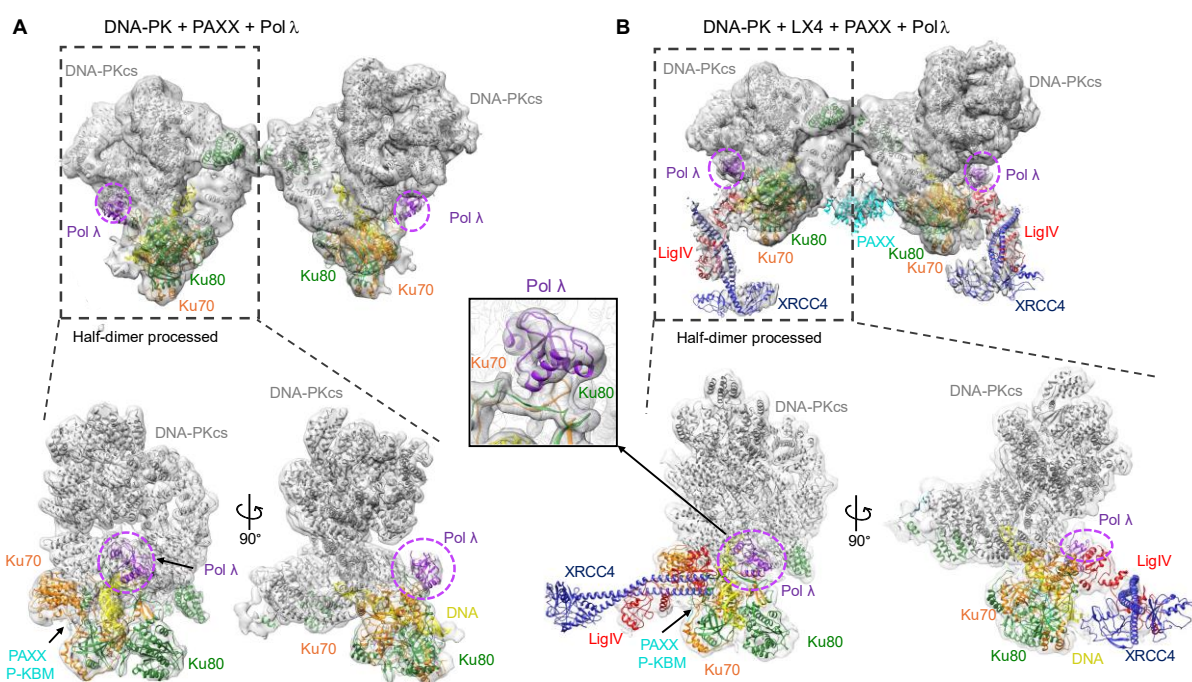 A
DNA-PK + PAXX + Pol λ
DNA-PKcs
DNA-PKcs
Pol λ
Pol λ
Ku80
Ku70
Ku80
Ku70
Half-dimer processed
DNA-PKcs
Ku70
Pol λ
PAXX
P-KBM
90°
Pol λ
DNA
Ku70
Ku80
B
DNA-PK + LX4 + PAXX + Pol λ
DNA-PKcs
DNA-PKcs
Pol λ
Pol λ
LigIV
Ku80
Ku70
PAXX
Ku80
Ku70
LigIV
XRCC4
XRCC4
Half-dimer processed
Pol λ
Ku70
Ku80
DNA-PKcs
XRCC4
LigIV
PAXX
P-KBM
Ku70
Pol λ
Ku80
90°
DNA-PKcs
Pol λ
LigIV
Ku70
Ku80
DNA
XRCC4